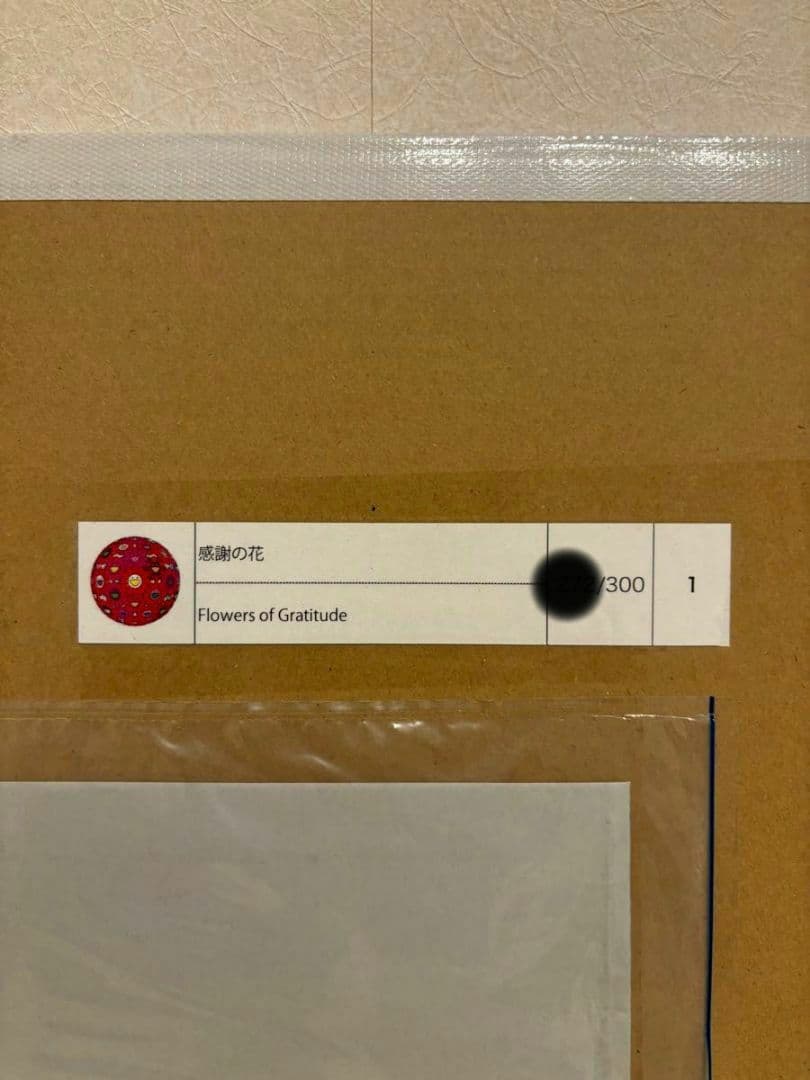 感謝の花
Flowers of Gratitude
/300
1